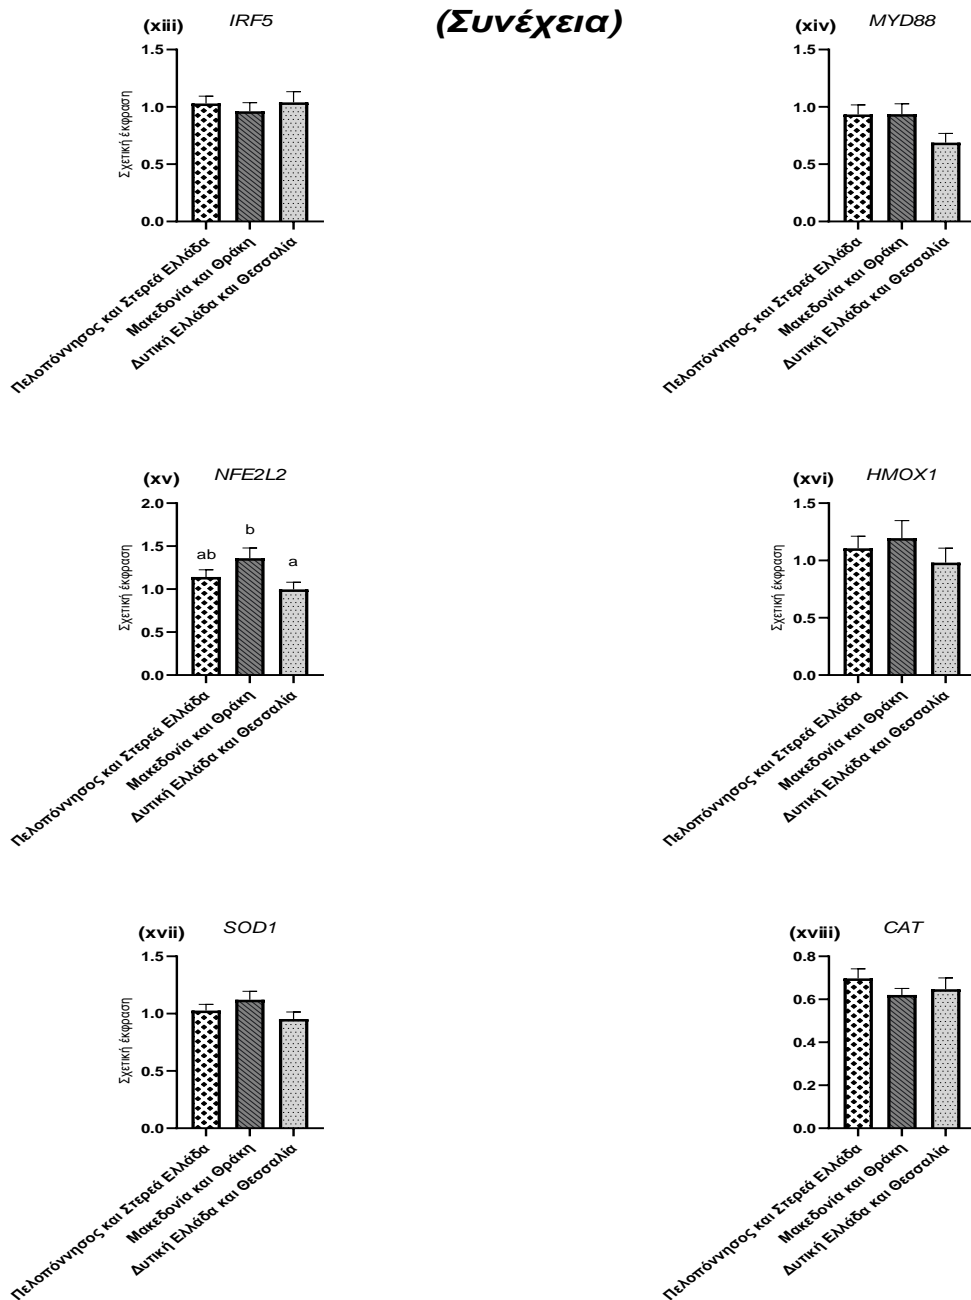 (Συνέχεια)
(xiii) IRF5
1.5
1.0
0.5
0.0
Σχετική έκφραση
Πελοπόννησος και Στερεά Ελλάδα
Μακεδονία και Θράκη
Δυτική Ελλάδα και Θεσσαλία
(xiv) MYD88
1.5
1.0
0.5
0.0
Πελοπόννησος και Στερεά Ελλάδα
Μακεδονία και Θράκη
Δυτική Ελλάδα και Θεσσαλία
(xv) NFE2L2
2.0
1.5
1.0
0.5
0.0
Σχετική έκφραση
ab
b
a
Πελοπόννησος και Στερεά Ελλάδα
Μακεδονία και Θράκη
Δυτική Ελλάδα και Θεσσαλία
(xvi) HMOX1
1.5
1.0
0.5
0.0
Σχετική έκφραση
Πελοπόννησος και Στερεά Ελλάδα
Μακεδονία και Θράκη
Δυτική Ελλάδα και Θεσσαλία
(xvii) SOD1
1.5
1.0
0.5
0.0
Σχετική έκφραση
Πελοπόννησος και Στερεά Ελλάδα
Μακεδονία και Θράκη
Δυτική Ελλάδα και Θεσσαλία
(xviii) CAT
0.8
0.6
0.4
0.2
0.0
Πελοπόννησος και Στερεά Ελλάδα
Μακεδονία και Θράκη
Δυτική Ελλάδα και Θεσσαλία